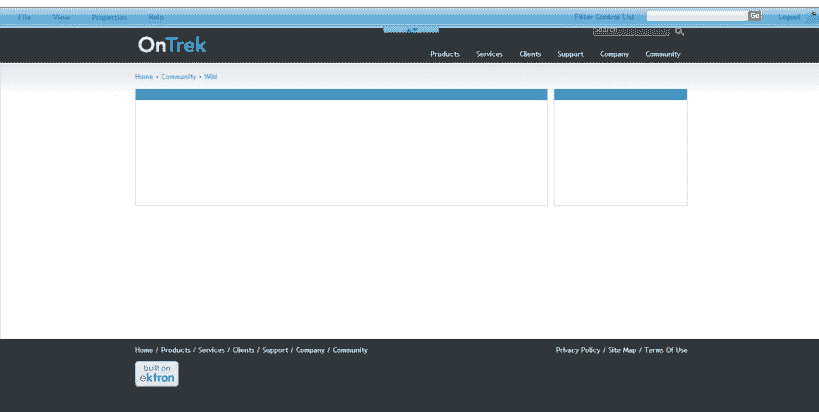 File View Properties Help Filter Control List Go Logout
OnTrek
Search
Products Services Clients Support Company Community
Home › Community › Wiki
Home / Products / Services / Clients / Support / Company / Community
Privacy Policy / Site Map / Terms Of Use
built on
ektron